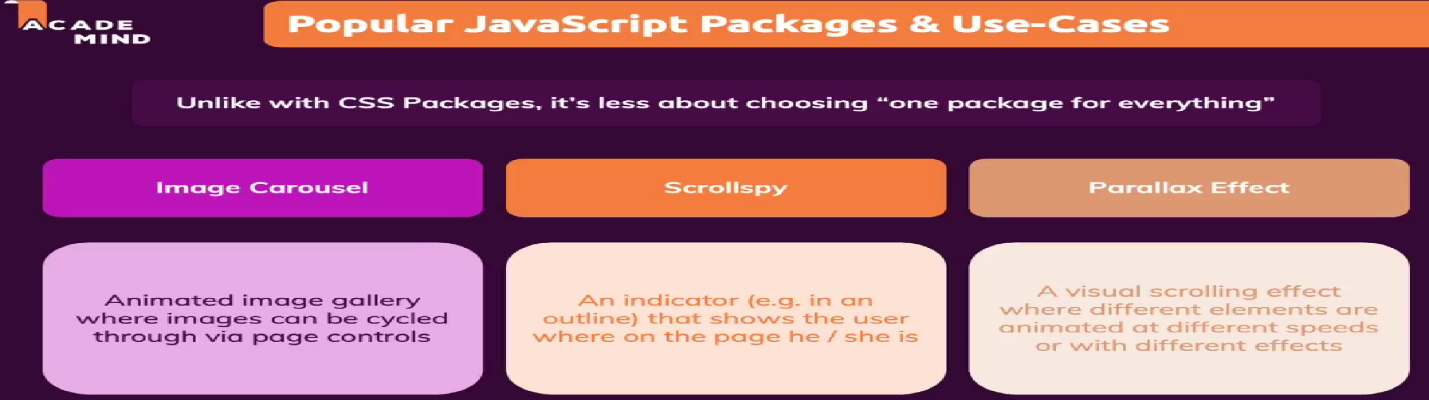 ACADE
MIND
Popular JavaScript Packages & Use-Cases
Unlike with CSS Packages, it’s less about choosing “one package for everything”
Image Carousel
Scrollspy
Parallax Effect
Animated image gallery
where images can be cycled
through via page controls
An indicator (e.g. in an
outline) that shows the user
where on the page he / she is
A visual scrolling effect
where different elements are
animated at different speeds
or with different effects